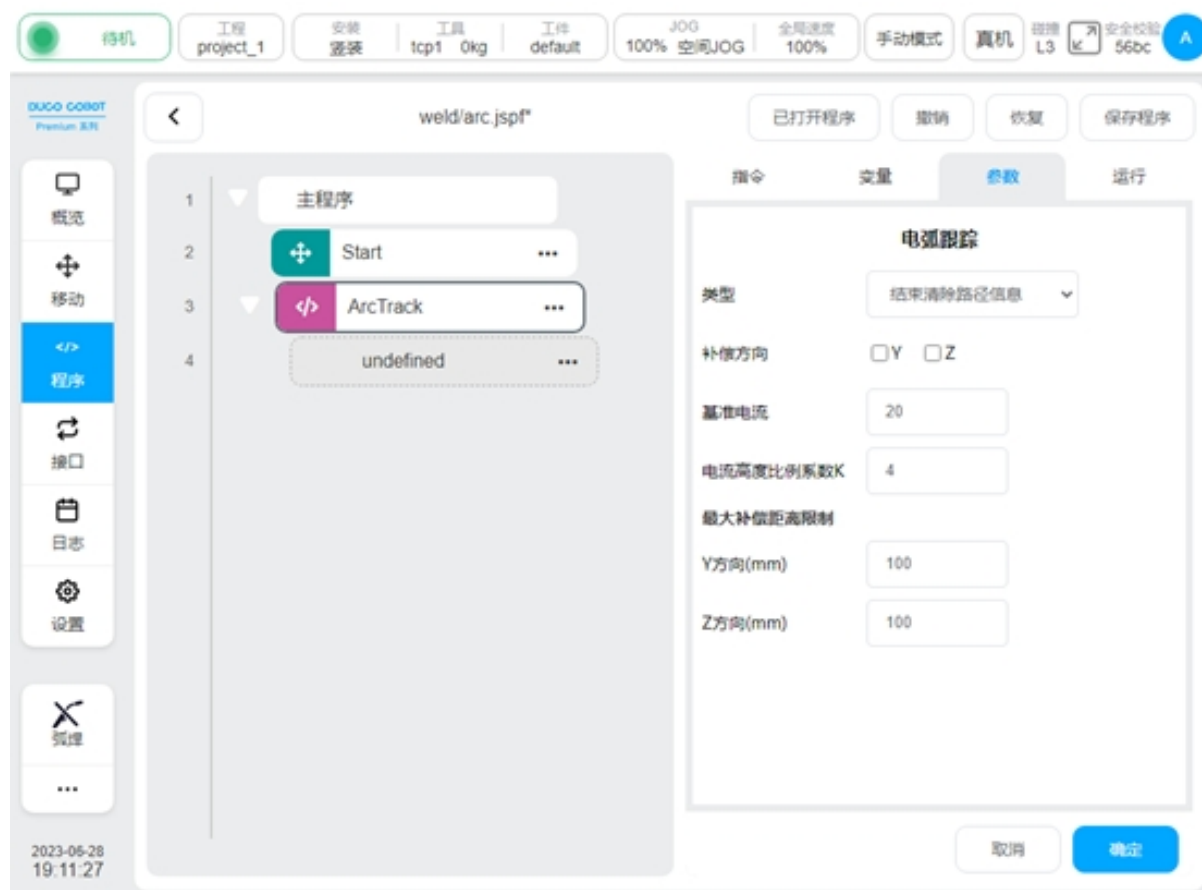 待机
工程
project_1
安装
竖装
工具
tcp1 0kg
工件
default
JOG
100% 空间JOG
全局速度
100%
手动模式
真机
碰撞
L3
安全校验
56bc
A
DUCO COBOT
Premium 系列
weld/arc.jspf*
已打开程序
撤销
恢复
保存程序
概览
移动
</>
程序
接口
日志
设置
弧焊
...
2023-06-28
19:11:27
1 主程序
2 Start ...
3 </> ArcTrack ...
4 undefined ...
指令 变量 参数 运行
电弧跟踪
类型 结束清除路径信息
补偿方向 Y Z
基准电流 20
电流高度比例系数K 4
最大补偿距离限制
Y方向(mm) 100
Z方向(mm) 100
取消 确定